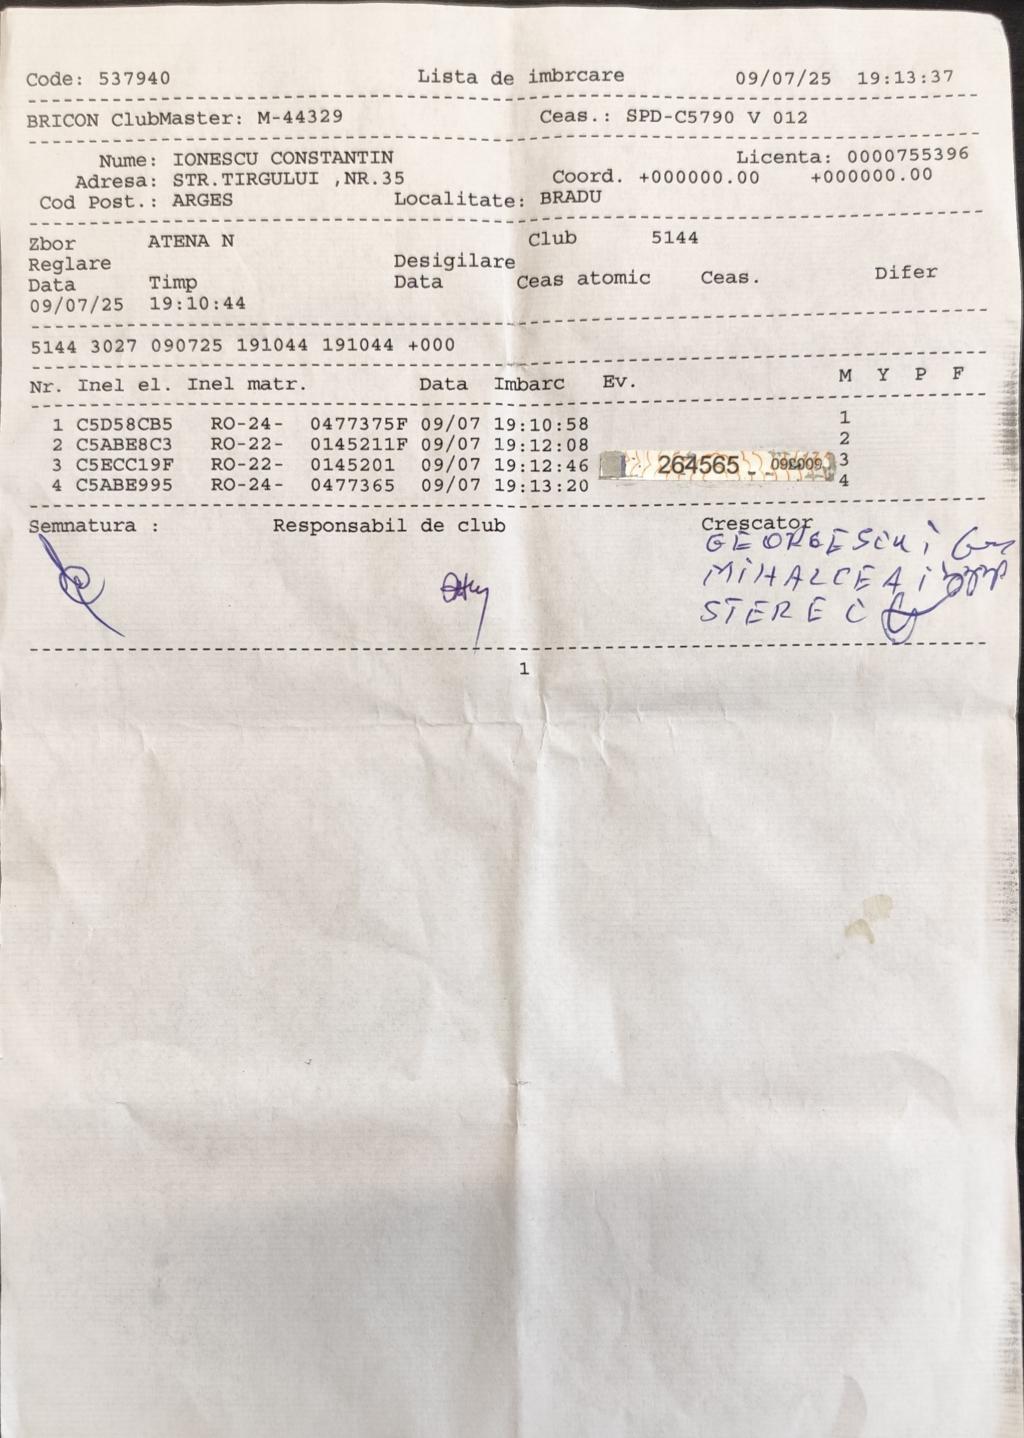 Code: 537940 Lista de imbrcare 09/07/25 19:13:37
BRICON ClubMaster: M-44329 Ceas.: SPD-C5790 V 012
Nume: IONESCU CONSTANTIN Licenta: 0000755396
Adresa: STR.TIRGULUI ,NR.35 Coord. +000000.00 +000000.00
Cod Post.: ARGES Localitate: BRADU
Zbor ATENA N Club 5144
Reglare Desigilare
Data Timp Data Ceas atomic Ceas. Difer
09/07/25 19:10:44
5144 3027 090725 191044 191044 +000
Nr. Inel el. Inel matr. Data Imbarc Ev. M Y P F
1 C5D58CB5 RO-24- 0477375F 09/07 19:10:58 1
2 C5ABE8C3 RO-22- 0145211F 09/07 19:12:08 2
3 C5ECC19F RO-22- 0145201 09/07 19:12:46 264565 3
4 C5ABE995 RO-24- 0477365 09/07 19:13:20 4
Semnatura : Responsabil de club Crescator
GEORGESCU i
MIHALCEA i
STERE C
1